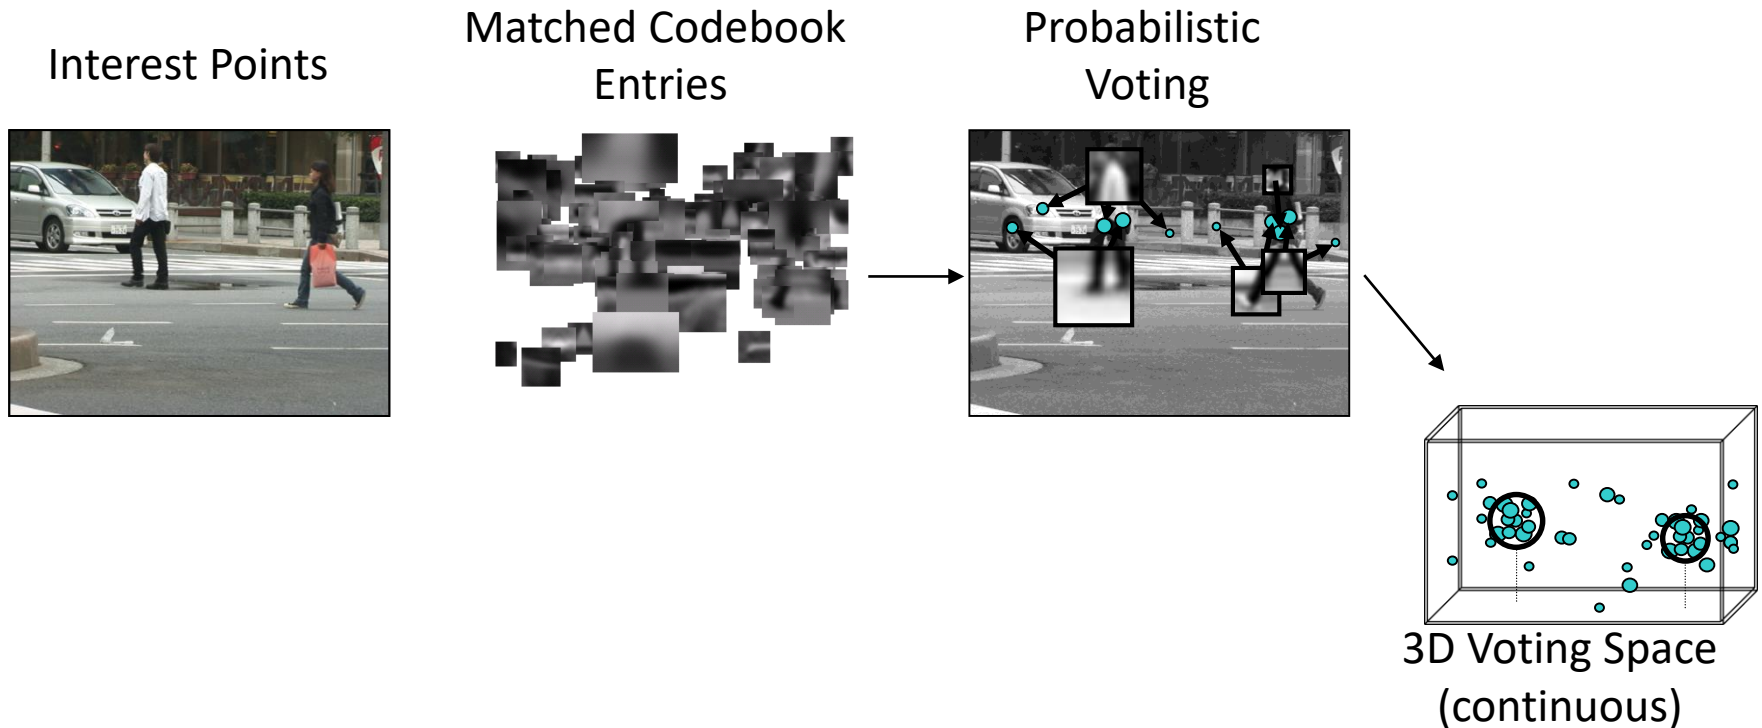 Interest Points
Matched Codebook
Entries
Probabilistic
Voting
3D Voting Space
(continuous)